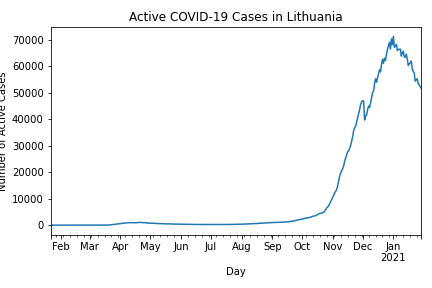 Active COVID-19 Cases in Lithuania
Number of Active Cases
70000
60000
50000
40000
30000
20000
10000
0
Feb Mar Apr May Jun Jul Aug Sep Oct Nov Dec Jan
2021
Day